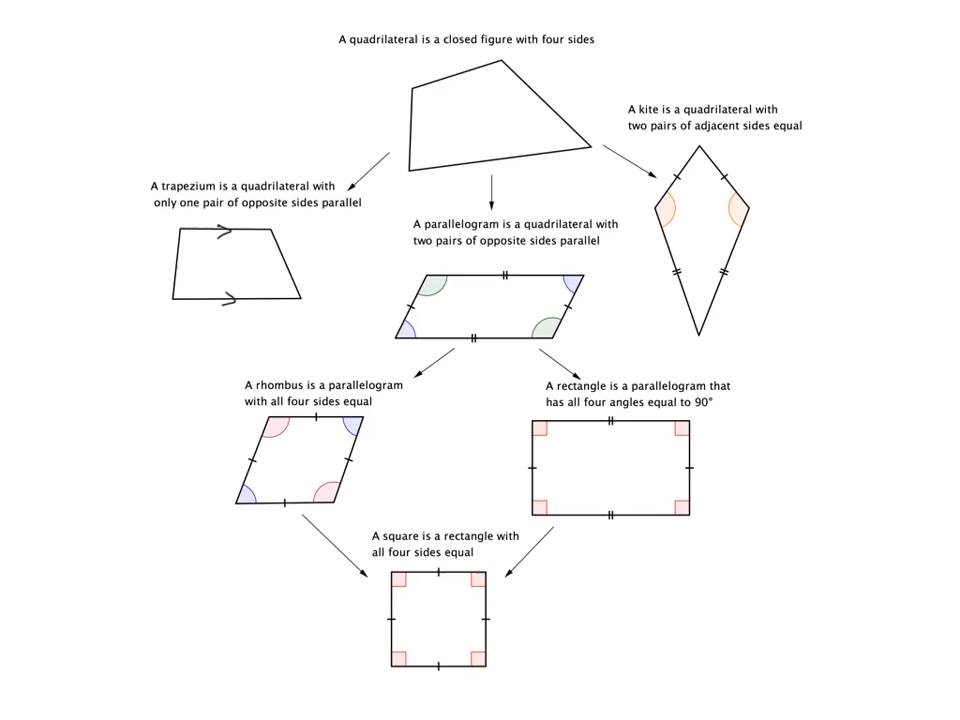 A quadrilateral is a closed figure with four sides
A kite is a quadrilateral with
two pairs of adjacent sides equal
A trapezium is a quadrilateral with
only one pair of opposite sides parallel
A parallelogram is a quadrilateral with
two pairs of opposite sides parallel
A rhombus is a parallelogram
with all four sides equal
A rectangle is a parallelogram that
has all four angles equal to 90°
A square is a rectangle with
all four sides equal